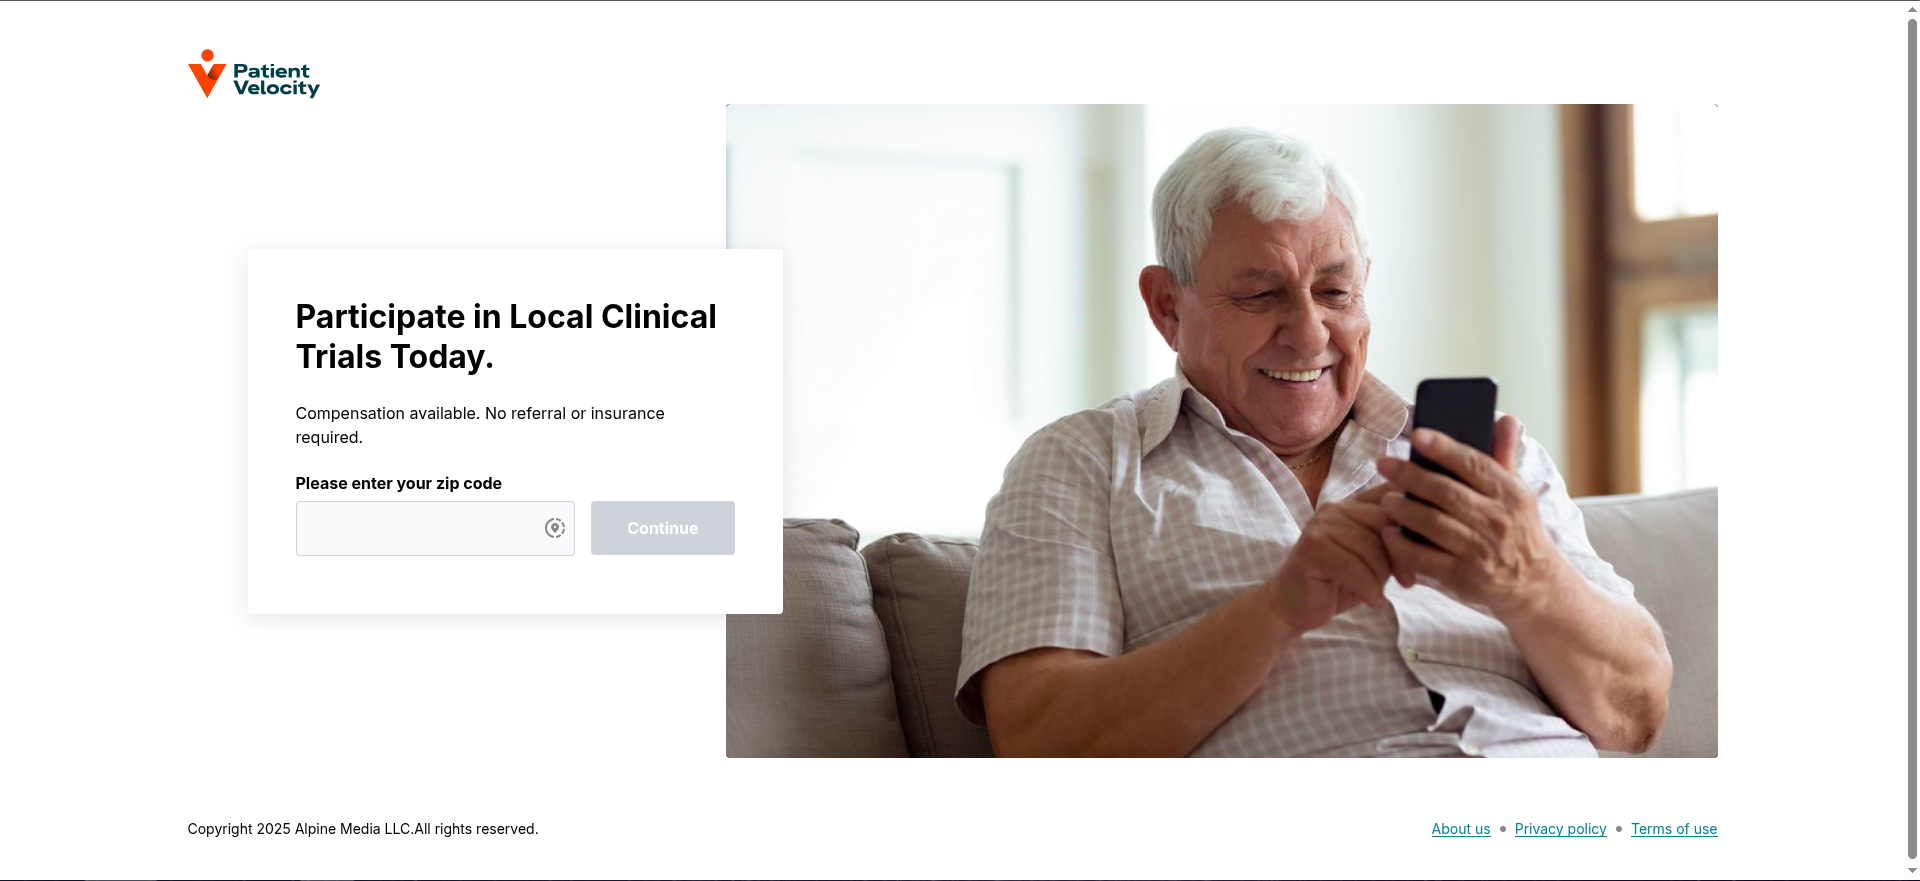 Patient
Velocity
Participate in Local Clinical
Trials Today.
Compensation available. No referral or insurance
required.
Please enter your zip code
Continue
Copyright 2025 Alpine Media LLC.All rights reserved.
About us • Privacy policy • Terms of use